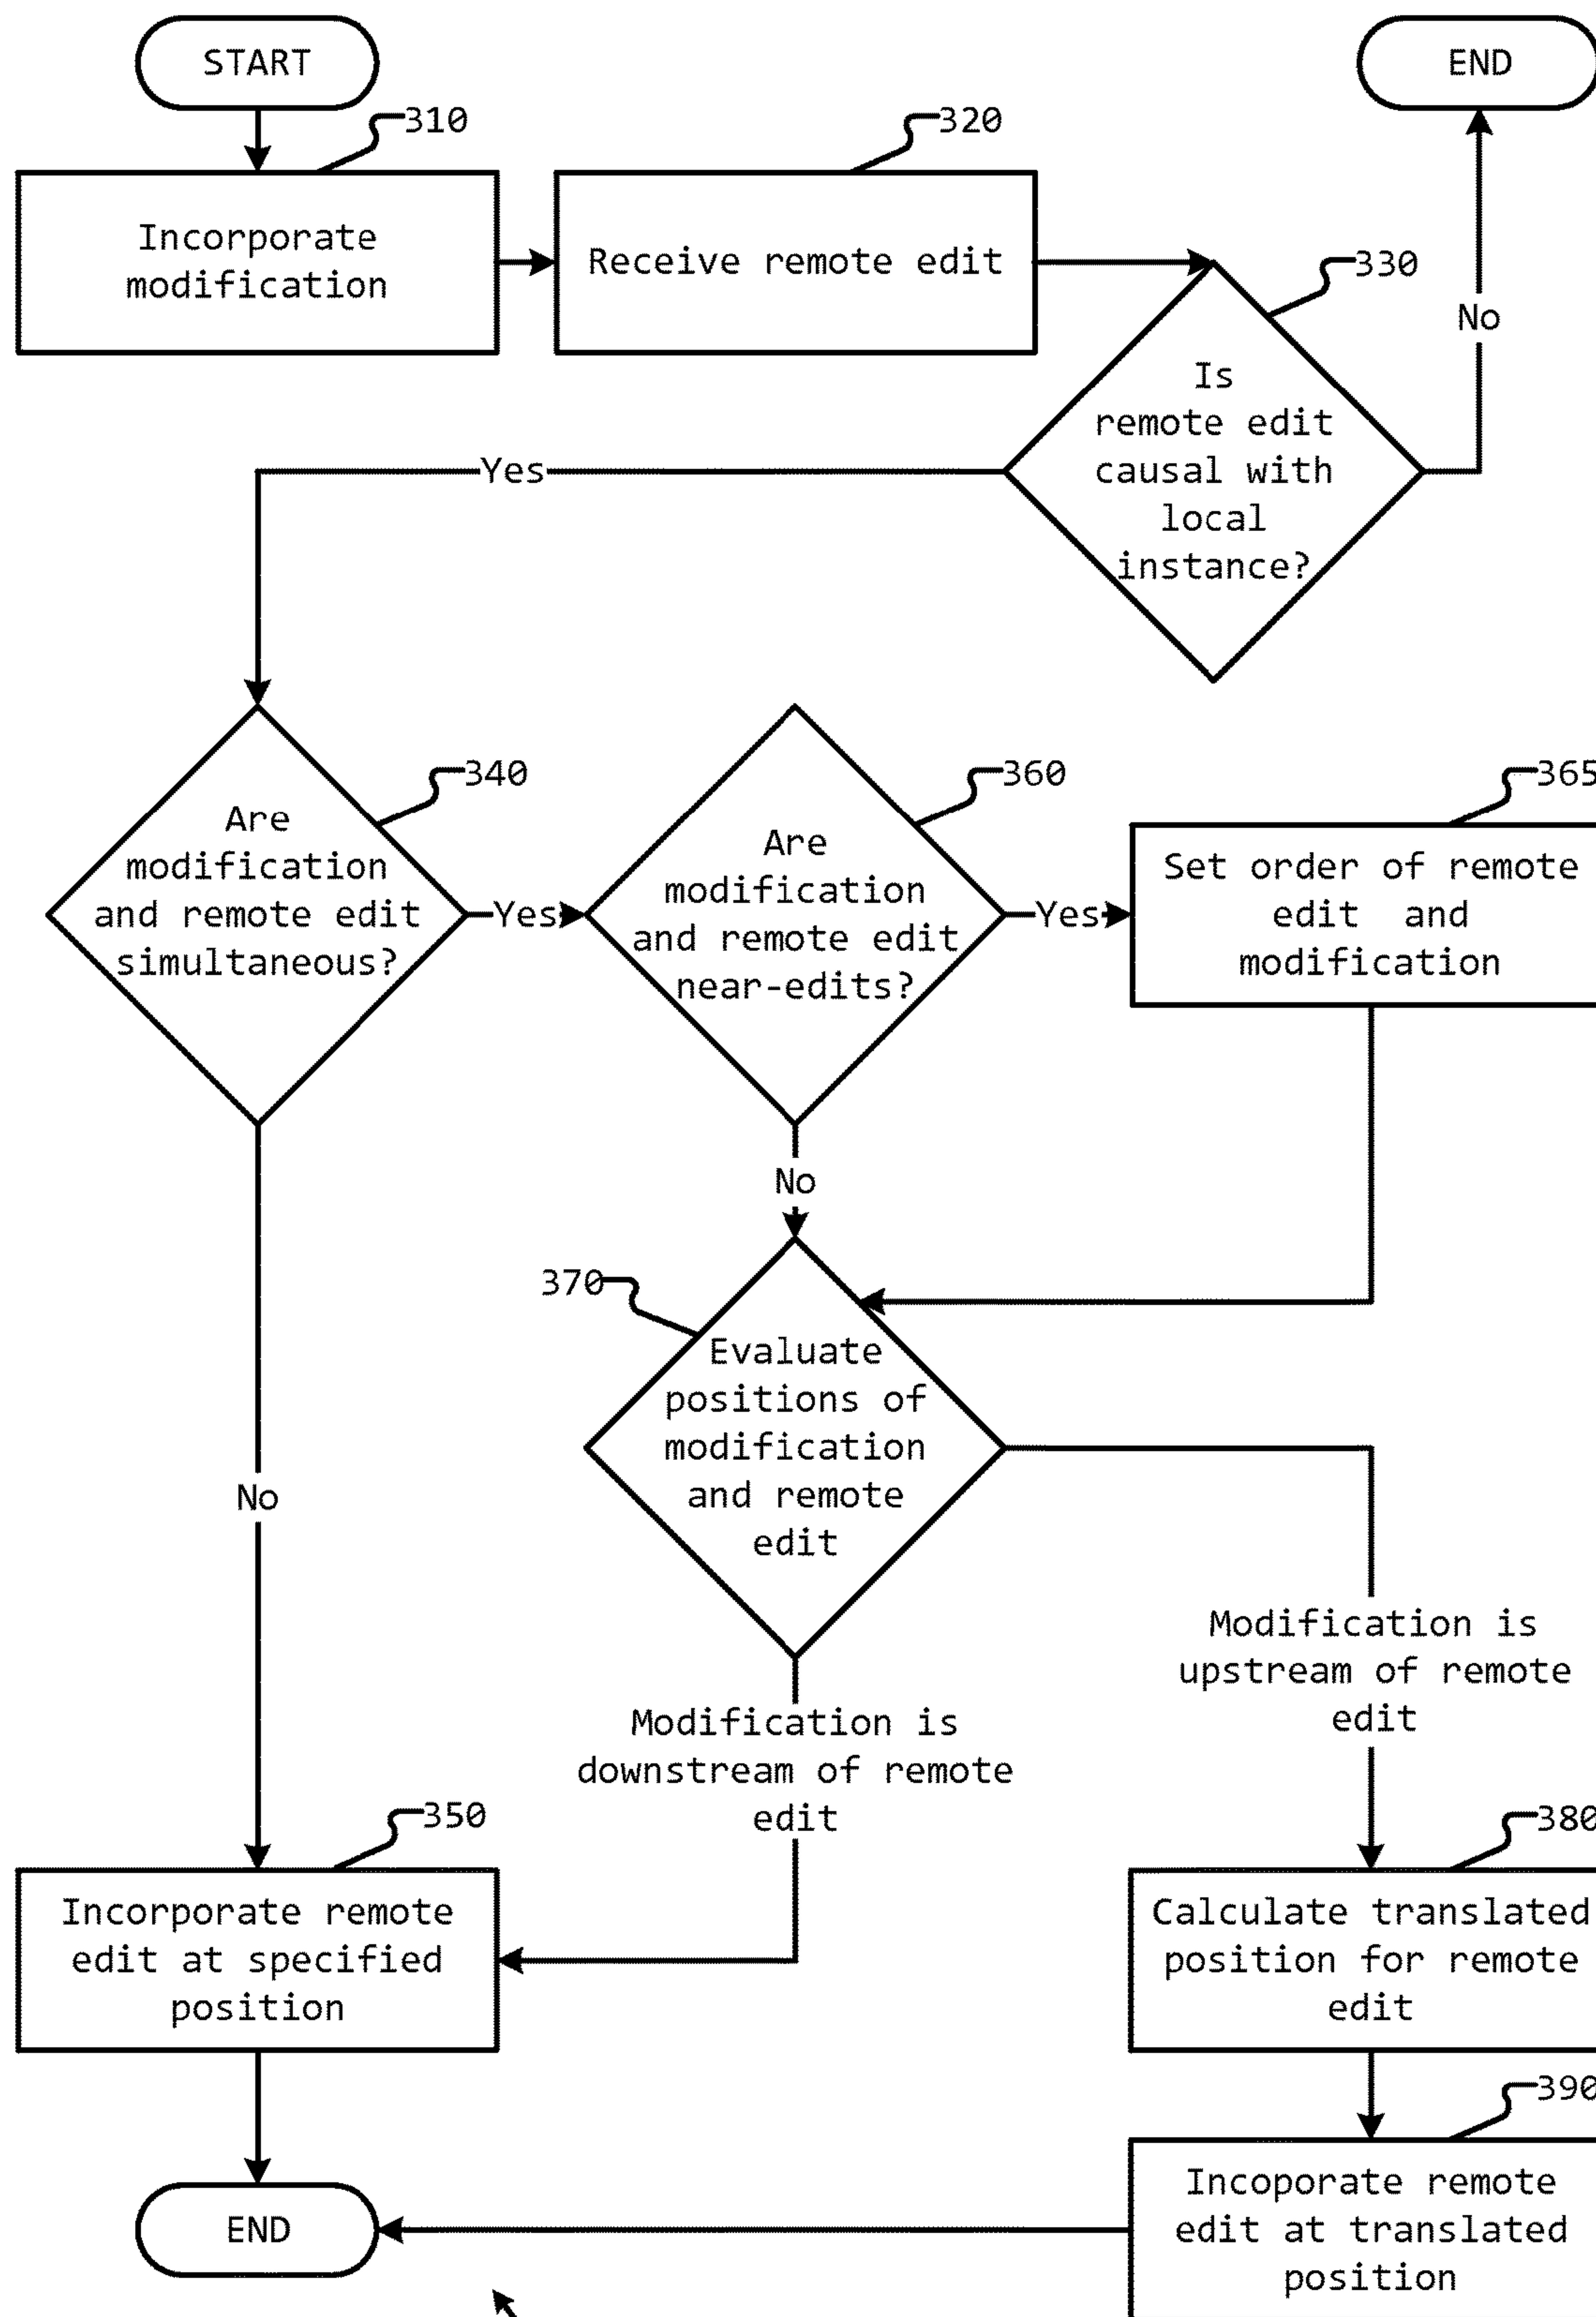 START
END
310
320
Incorporate
modification
Receive remote edit
330
No
Is
remote edit
causal with
local
instance?
Yes
340
360
365
Are
modification
and remote edit
simultaneous?
Yes
Are
modification
and remote edit
near-edits?
Yes
Set order of remote
edit and
modification
No
370
Evaluate
positions of
modification
and remote
edit
No
Modification is
upstream of remote
edit
Modification is
downstream of remote
edit
350
380
Incorporate remote
edit at specified
position
Calculate translated
position for remote
edit
390
END
Incoporate remote
edit at translated
position